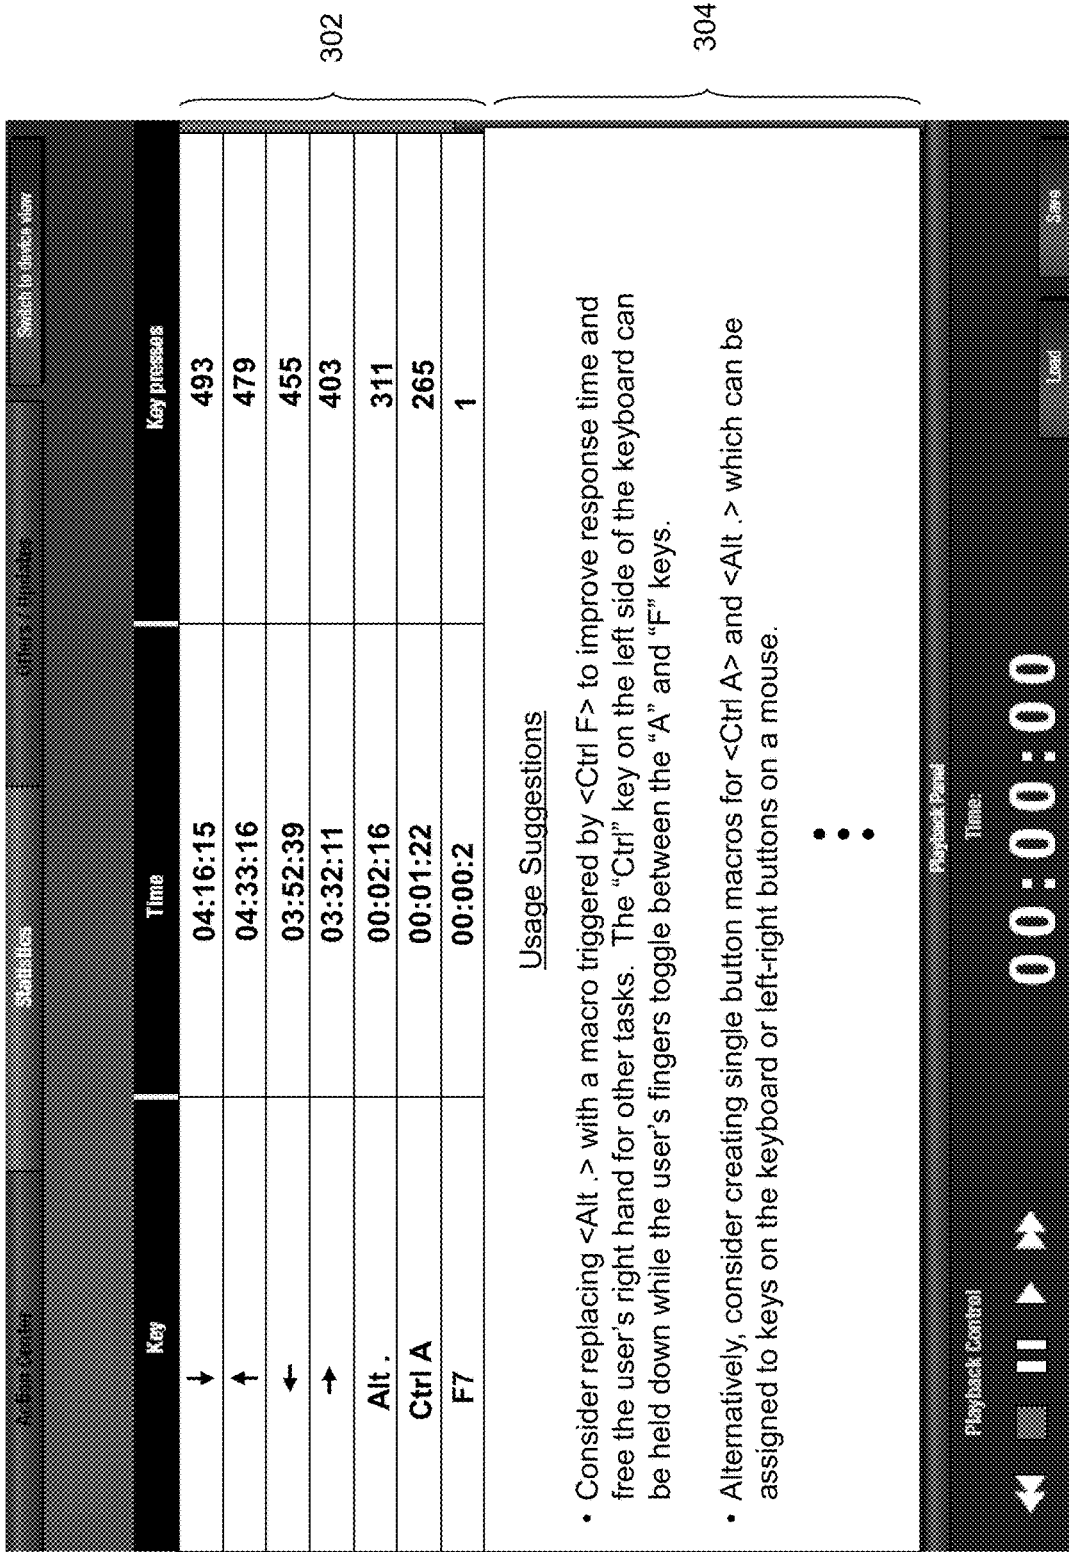 Statistics
Switch to device view
Key Time Key presses
↓ 04:16:15 493
↑ 04:33:16 479
← 03:52:39 455
→ 03:32:11 403
Alt . 00:02:16 311
Ctrl A 00:01:22 265
F7 00:00:2 1
302
Usage Suggestions
• Consider replacing <Alt .> with a macro triggered by <Ctrl F> to improve response time and
free the user's right hand for other tasks. The "Ctrl" key on the left side of the keyboard can
be held down while the user's fingers toggle between the "A" and "F" keys.
• Alternatively, consider creating single button macros for <Ctrl A> and <Alt .> which can be
assigned to keys on the keyboard or left-right buttons on a mouse.
304
Playback Panel
Playback Control Time:
00:00:00:00
Load Save